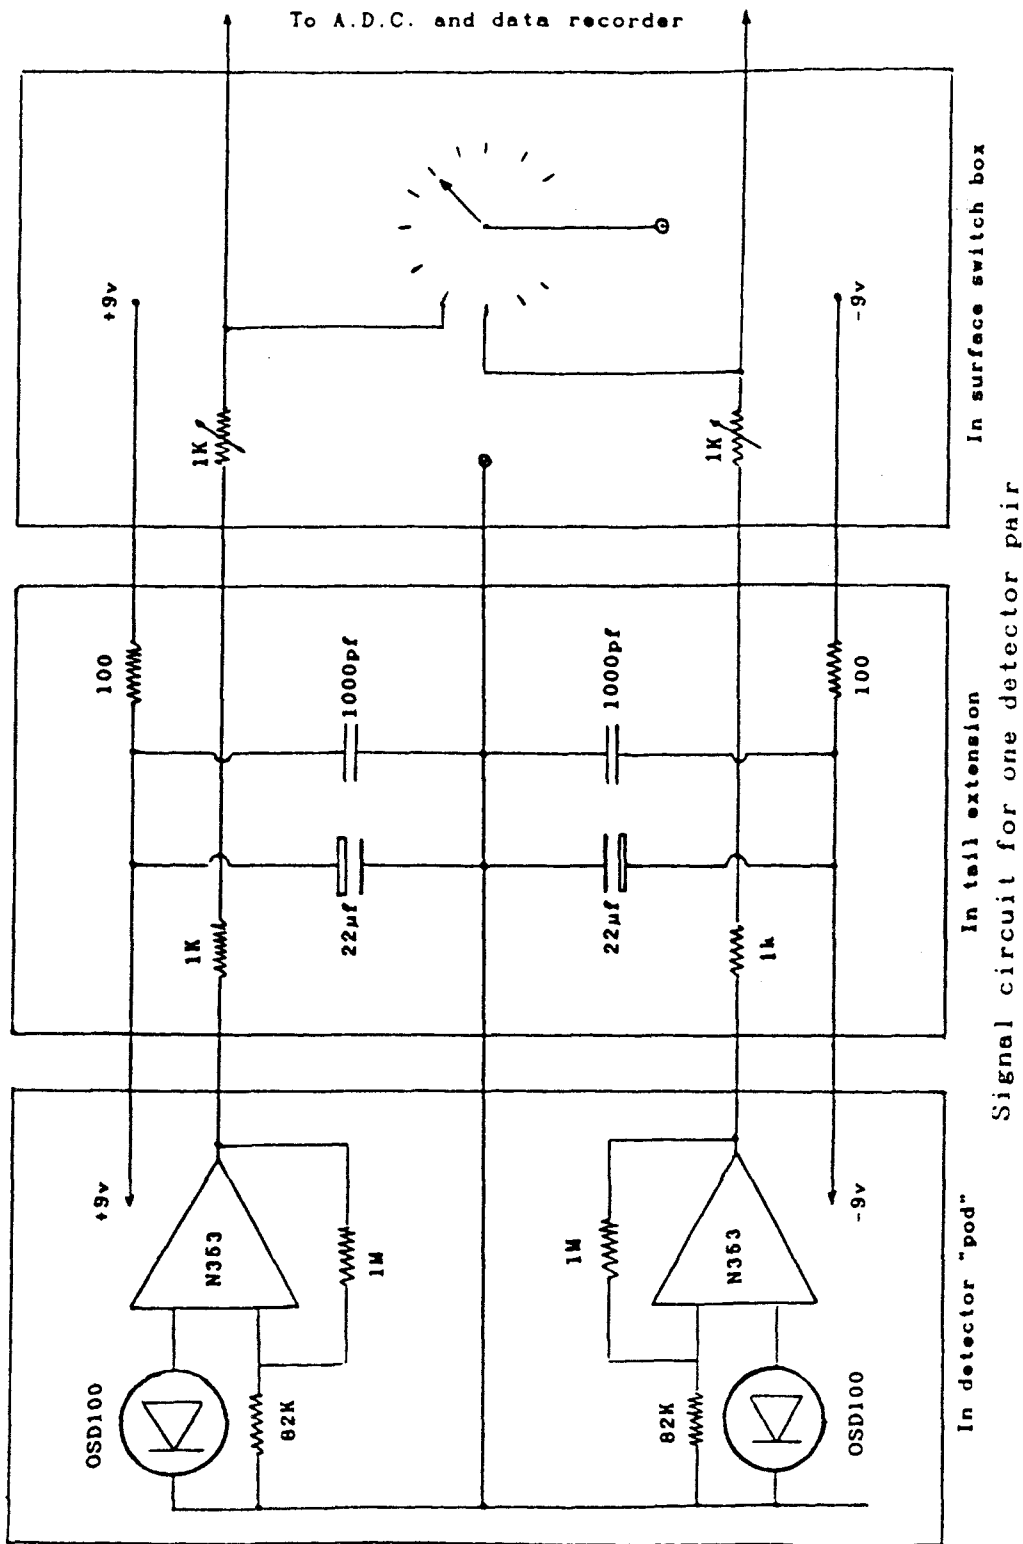 To A.D.C. and data recorder
+9v
1K
1K
-9v
In surface switch box
100
1000pf
1000pf
100
1K
22µf
22µf
1k
In tail extension
+9v
N353
1M
1M
N353
-9v
OSD100
82K
82K
OSD100
In detector "pod"
Signal circuit for one detector pair